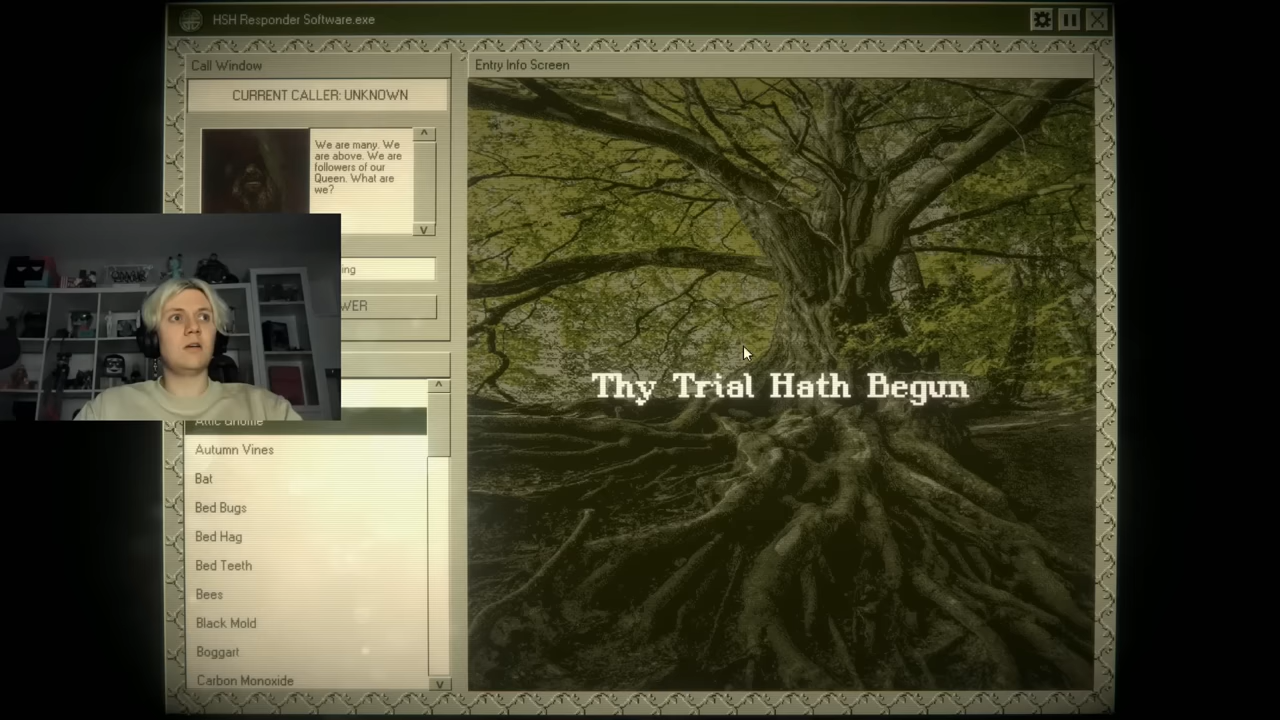 HSH Responder Software.exe
Call Window
Entry Info Screen
CURRENT CALLER: UNKNOWN
We are many. We
are above. We are
followers of our
Queen. What are
we?
Thy Trial Hath Begun
Autumn Vines
Bat
Bed Bugs
Bed Hag
Bed Teeth
Bees
Black Mold
Boggart
Carbon Monoxide